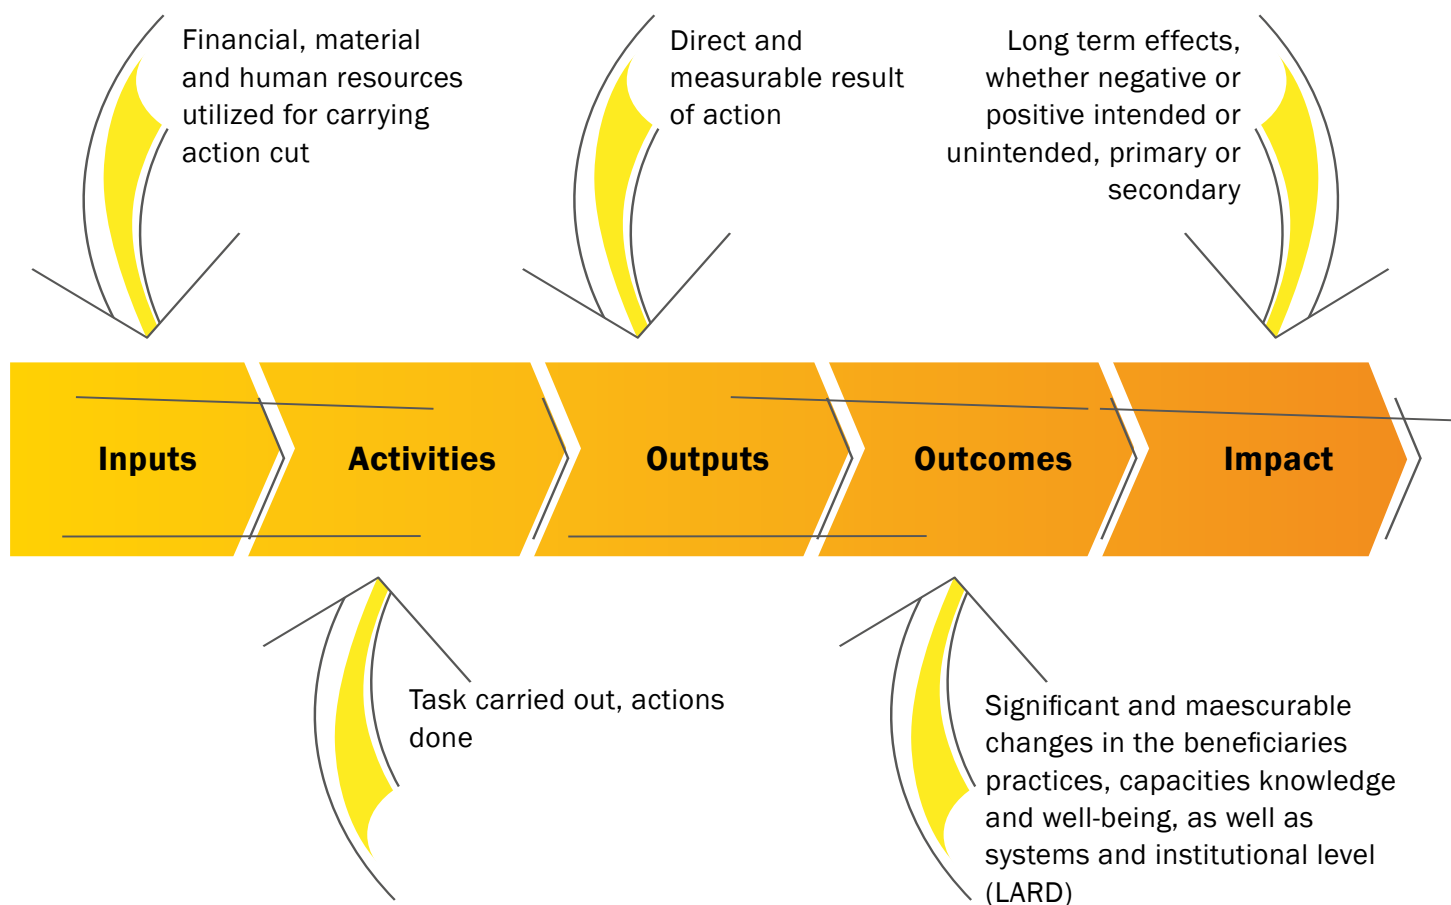 Financial, material
and human resources
utilized for carrying
action cut
Direct and
measurable result
of action
Long term effects,
whether negative or
positive intended or
unintended, primary or
secondary
Inputs
Activities
Outputs
Outcomes
Impact
Task carried out, actions
done
Significant and maescurable
changes in the beneficiaries
practices, capacities knowledge
and well-being, as well as
systems and institutional level
(LARD)